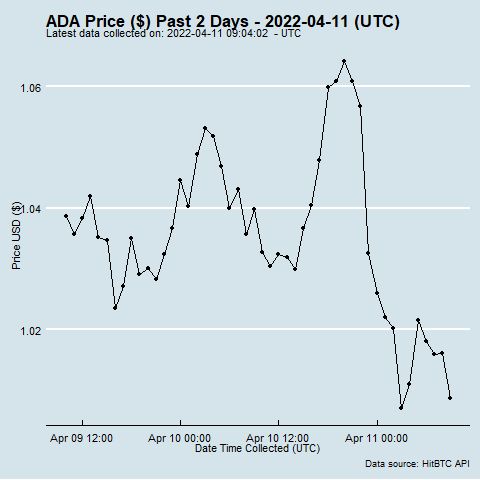 ADA Price ($) Past 2 Days - 2022-04-11 (UTC)
Latest data collected on: 2022-04-11 09:04:02 - UTC
1.06
1.04
1.02
Price USD ($)
Apr 09 12:00 Apr 10 00:00 Apr 10 12:00 Apr 11 00:00
Date Time Collected (UTC)
Data source: HitBTC API